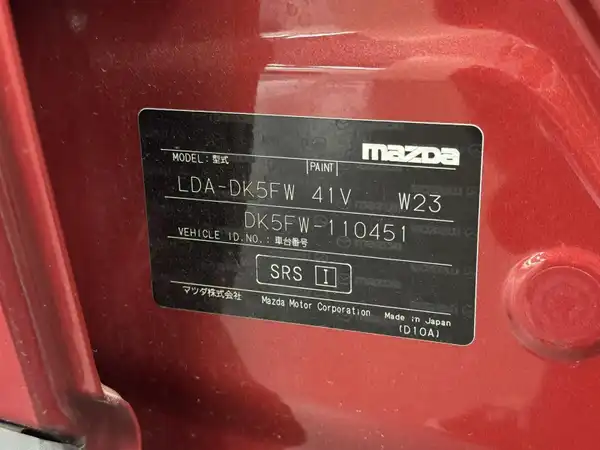 mazda
MODEL: 型式 PAINT
LDA-DK5FW 41V W23
DK5FW-110451
VEHICLE ID.NO.: 車台番号
SRS I
マツダ株式会社 Mazda Motor Corporation Made in Japan
(D10A)